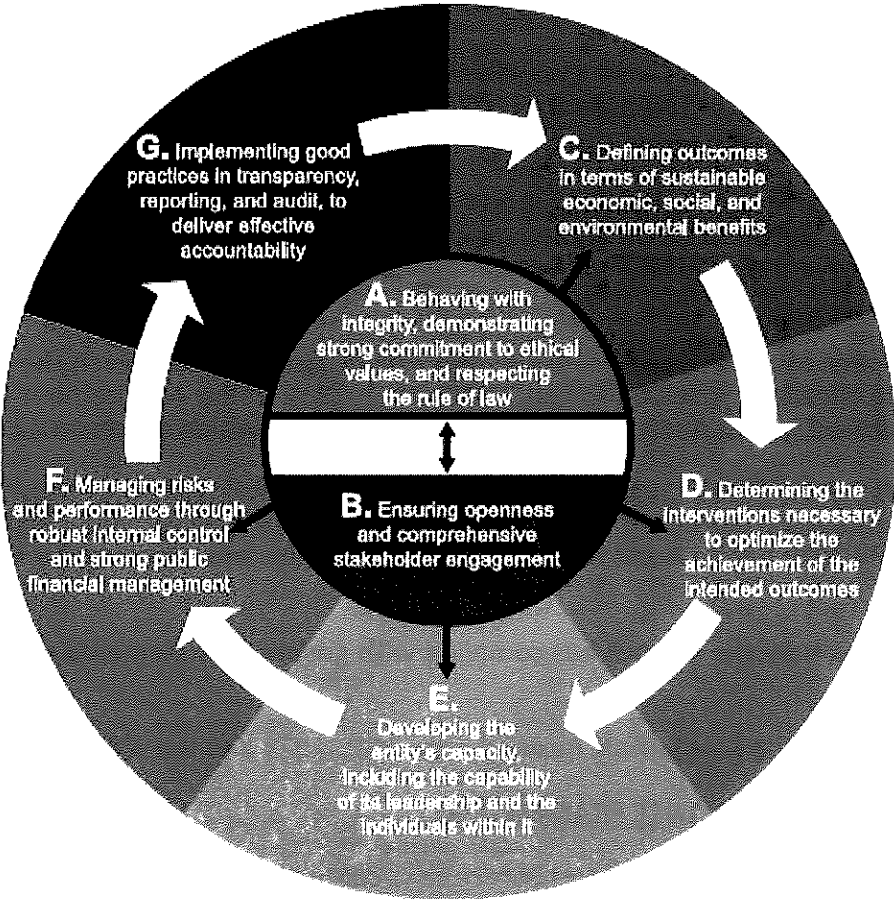 G. Implementing good
practices in transparency,
reporting, and audit, to
deliver effective
accountability
C. Defining outcomes
in terms of sustainable
economic, social, and
environmental benefits
A. Behaving with
integrity, demonstrating
strong commitment to ethical
values, and respecting
the rule of law
B. Ensuring openness
and comprehensive
stakeholder engagement
D. Determining the
interventions necessary
to optimize the
achievement of the
intended outcomes
E.
Developing the
entity's capacity,
including the capability
of its leadership and the
individuals within it
F. Managing risks
and performance through
robust internal control
and strong public
financial management